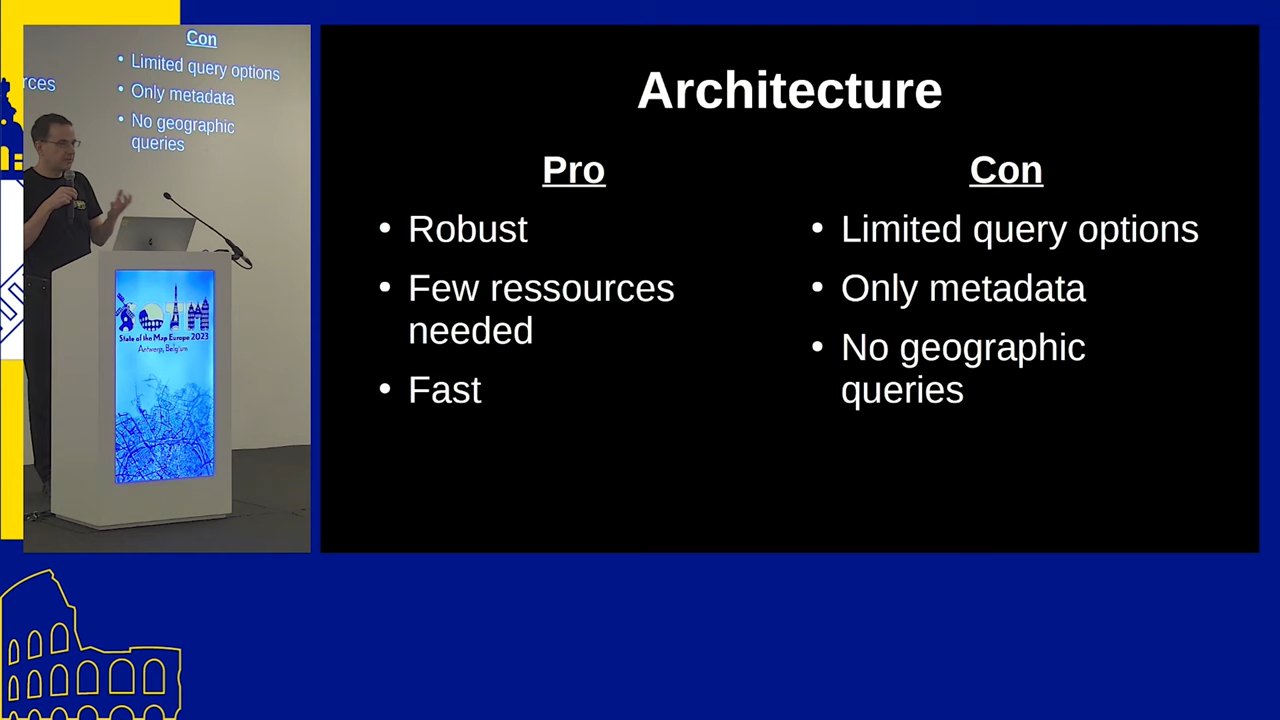 Con
• Limited query options
rces
• Only metadata
• No geographic
queries
State of the Map Europe 2023
Antwerp, Belgium
Architecture
Pro
• Robust
• Few ressources
needed
• Fast
Con
• Limited query options
• Only metadata
• No geographic
queries